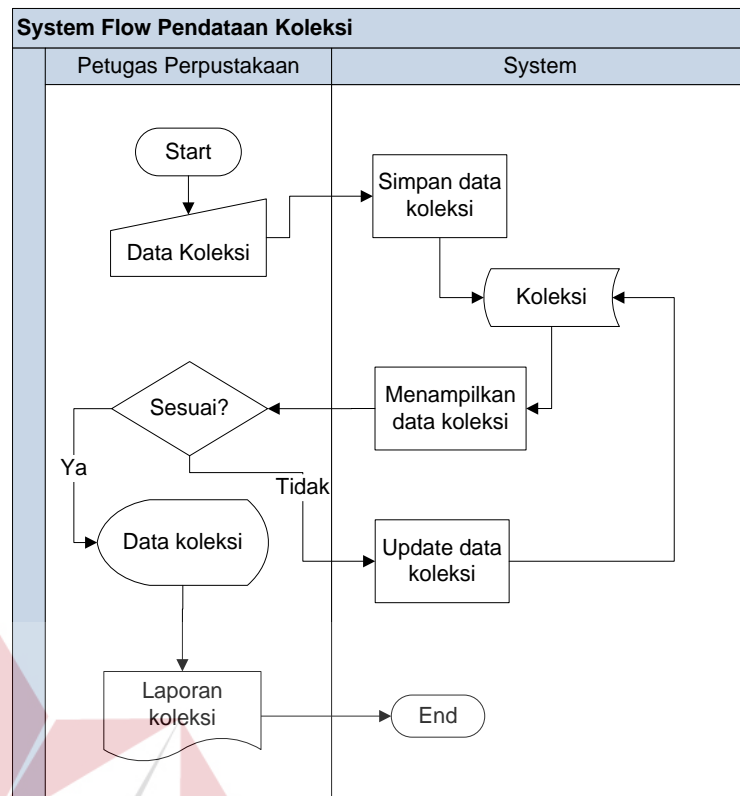 System Flow Pendataan Koleksi
Petugas Perpustakaan
System
Start
Data Koleksi
Simpan data
koleksi
Koleksi
Menampilkan
data koleksi
Sesuai?
Ya
Tidak
Data koleksi
Update data
koleksi
Laporan
koleksi
End